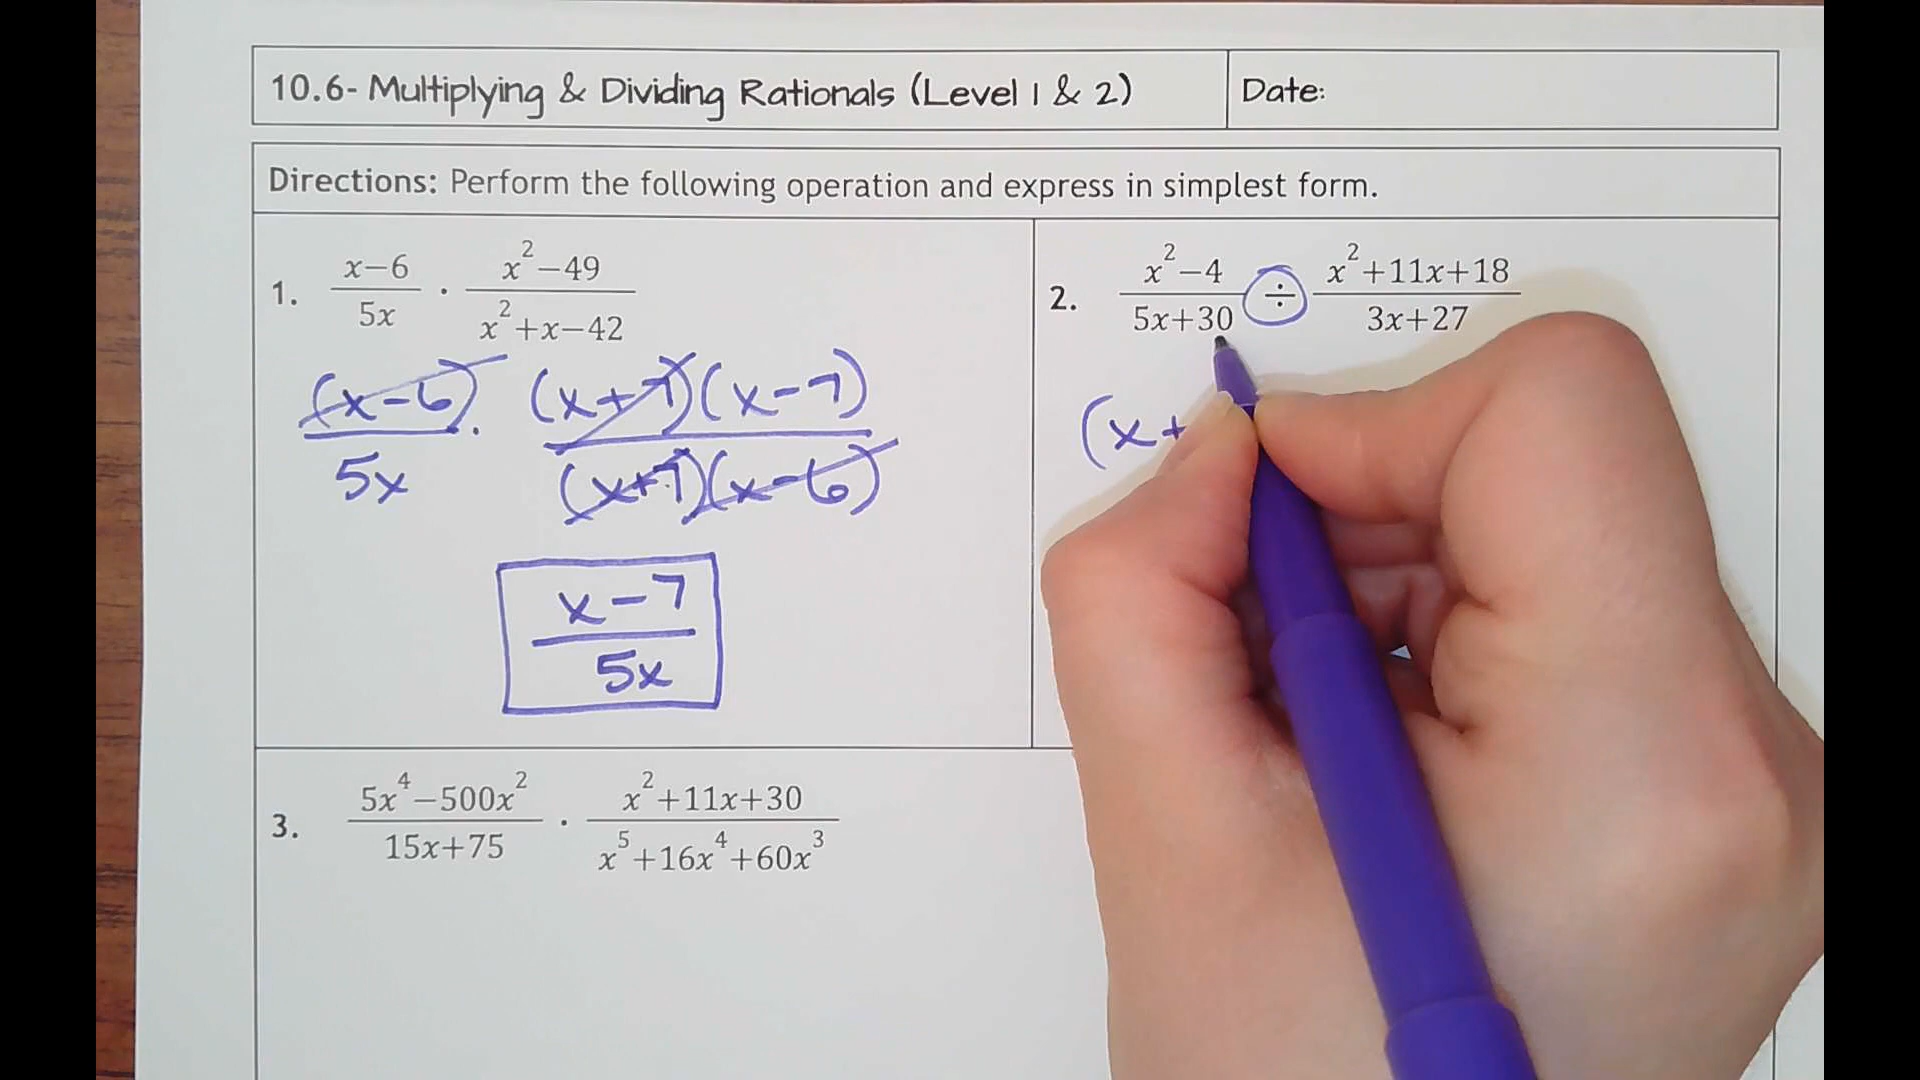 10.6- Multiplying & Dividing Rationals (Level 1 & 2)
Date:
Directions: Perform the following operation and express in simplest form.
1. x−6/5x · x²−49/x²+x−42
(x-6)/5x · (x+7)(x-7)/(x+7)(x-6)
x-7/5x
2. x²−4/5x+30 ÷ x²+11x+18/3x+27
(x+
3. 5x⁴−500x²/15x+75 · x²+11x+30/x⁵+16x⁴+60x³